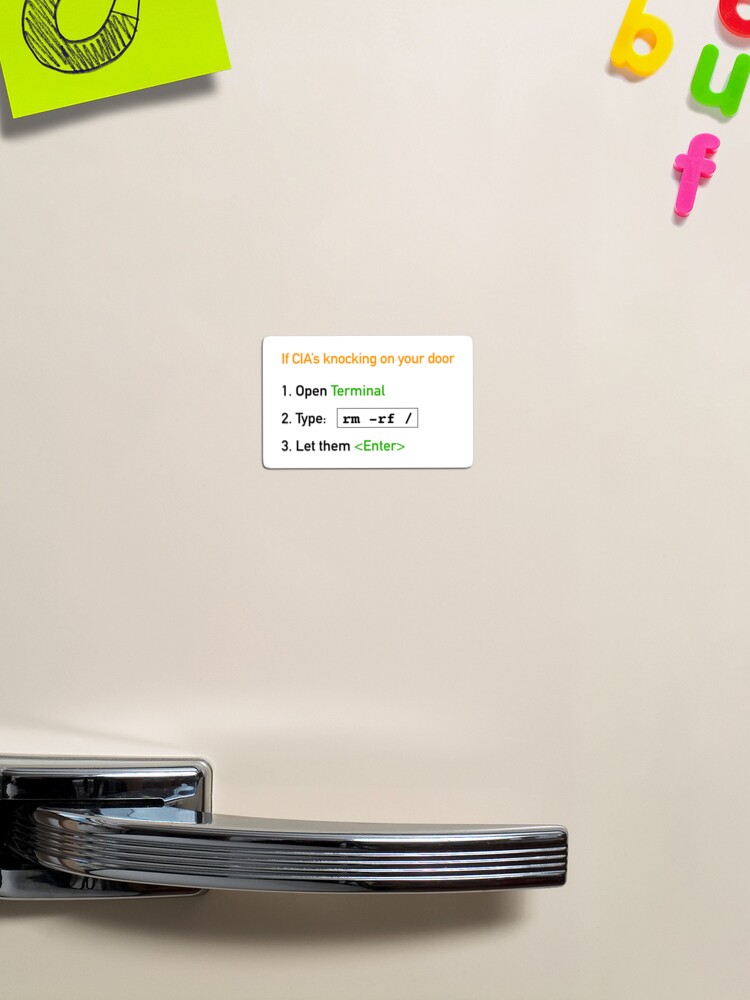 b
u
f
If CIA's knocking on your door
1. Open Terminal
2. Type: rm -rf /
3. Let them <Enter>